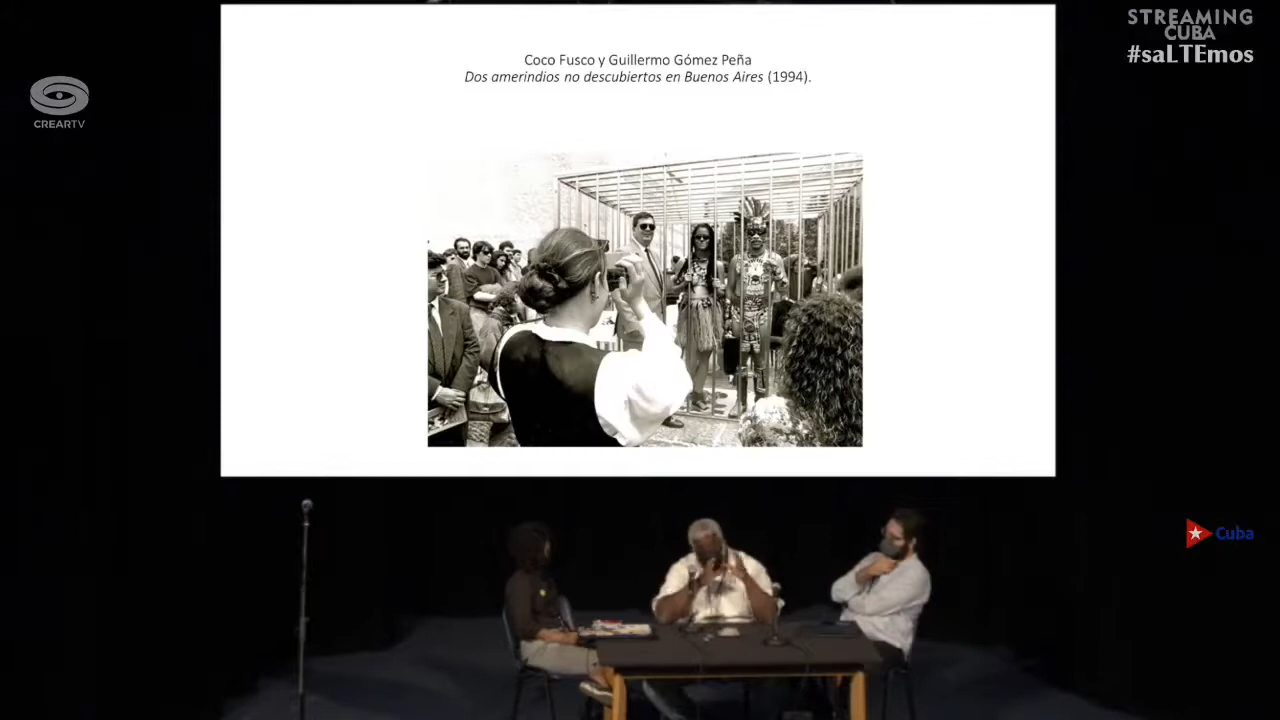 STREAMING
CUBA
#saLTEmos
CREARTV
Coco Fusco y Guillermo Gómez Peña
Dos amerindios no descubiertos en Buenos Aires (1994).
Cuba